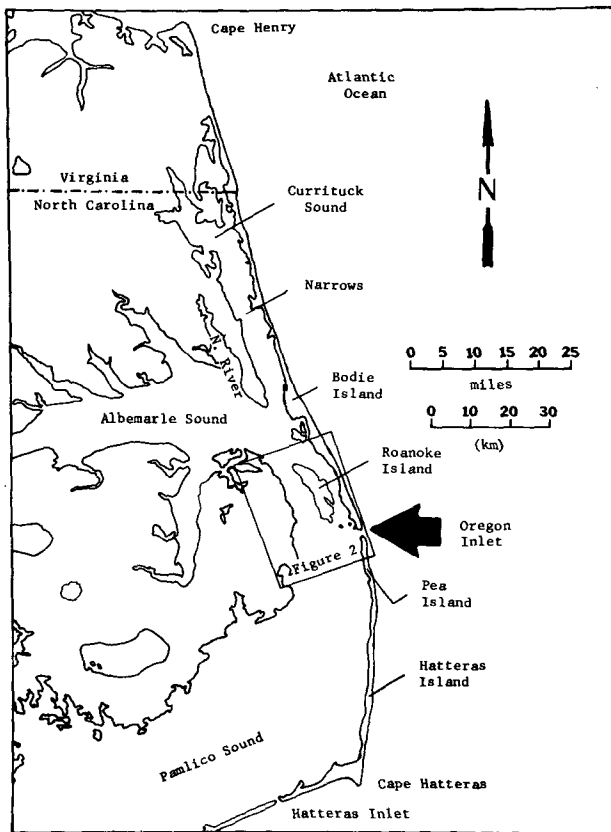 Cape Henry
Atlantic
Ocean
N
Virginia
North Carolina
Currituck
Sound
Narrows
N. River
0 5 10 15 20 25
miles
0 10 20 30
(km)
Bodie
Island
Albemarle Sound
Roanoke
Island
Oregon
Inlet
Figure 2
Pea
Island
Hatteras
Island
Pamlico Sound
Cape Hatteras
Hatteras Inlet